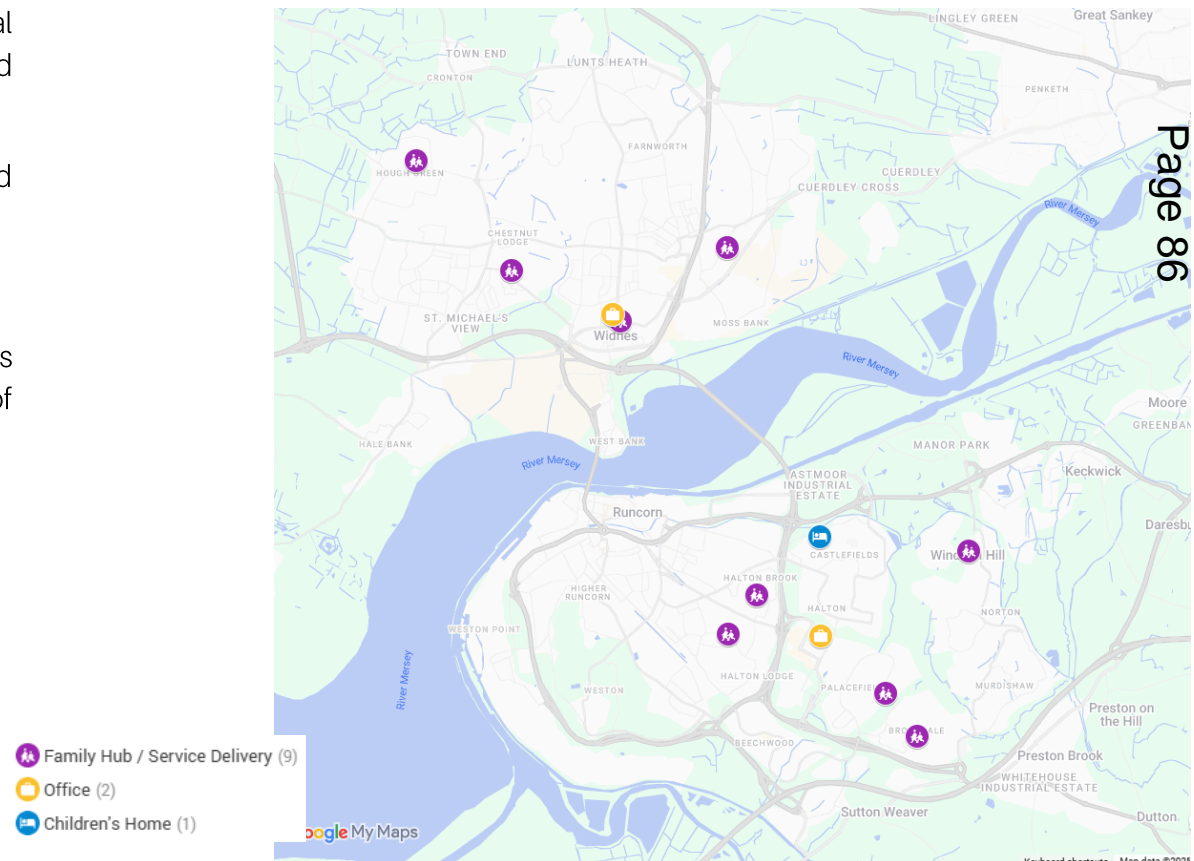 al
d
d
s
of
Page 86
LINGLEY GREEN
Great Sankey
TOWN END
LUNTS HEATH
CRONTON
PENKETH
FARNWORTH
HOUGH GREEN
CUERDLEY
CUERDLEY CROSS
River Mersey
CHESTNUT
LODGE
ST. MICHAEL'S
VIEW
MOSS BANK
Widnes
River Mersey
Moore
GREENBAN
HALE BANK
WEST BANK
MANOR PARK
River Mersey
Keckwick
ASTMOOR
INDUSTRIAL
ESTATE
Runcorn
Daresbu
CASTLEFIELDS
HALTON BROOK
HIGHER
RUNCORN
HALTON
NORTON
WESTON POINT
River Mersey
HALTON LODGE
MURDISHAW
WESTON
Preston on
the Hill
BEECHWOOD
Preston Brook
WHITEHOUSE
INDUSTRIAL ESTATE
Sutton Weaver
Dutton
Family Hub / Service Delivery (9)
Office (2)
Children's Home (1)
ogle My Maps